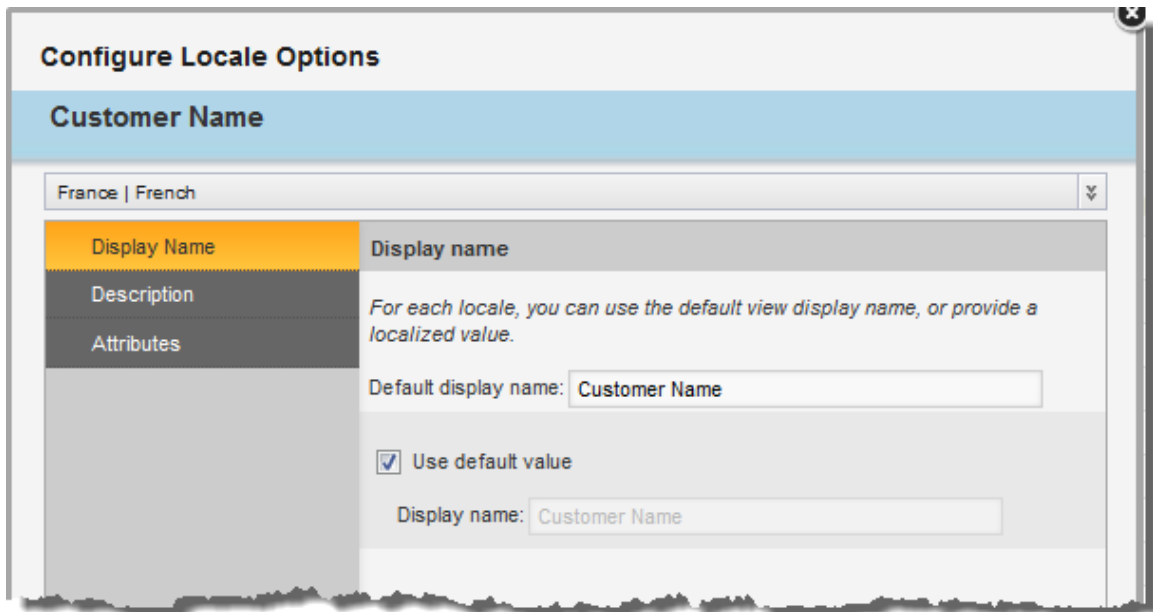 Configure Locale Options
Customer Name
France | French
Display Name
Description
Attributes
Display name
For each locale, you can use the default view display name, or provide a
localized value.
Default display name: Customer Name
Use default value
Display name: Customer Name